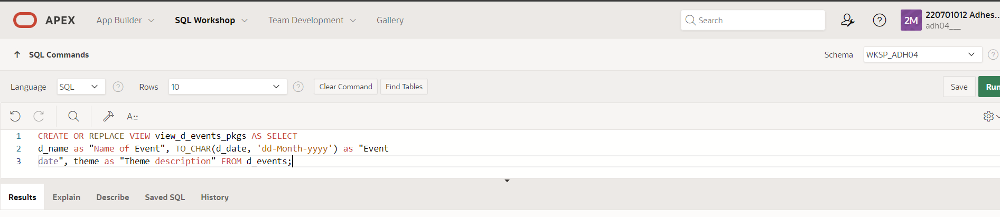 APEX App Builder SQL Workshop Team Development Gallery Search 2M 220701012 Adhes...
adh04___
SQL Commands Schema WKSP_ADH04
Language SQL Rows 10 Clear Command Find Tables Save Run
A::
1 CREATE OR REPLACE VIEW view_d_events_pkgs AS SELECT
2 d_name as "Name of Event", TO_CHAR(d_date, 'dd-Month-yyyy') as "Event
3 date", theme as "Theme description" FROM d_events;
Results Explain Describe Saved SQL History